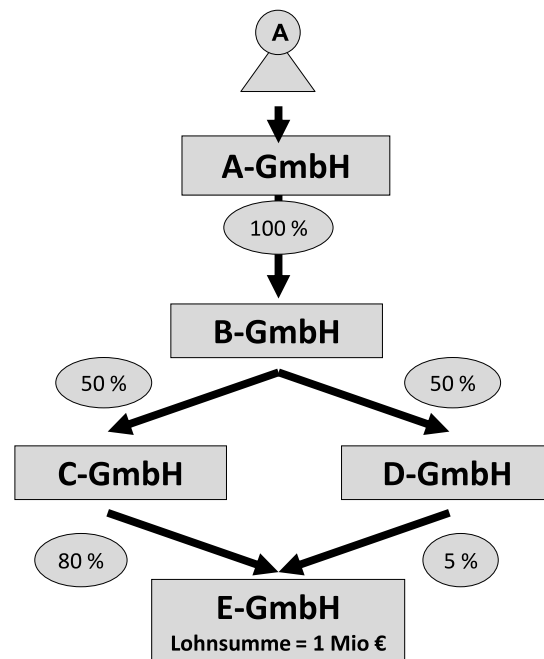 A
A-GmbH
100 %
B-GmbH
50 %
50 %
C-GmbH
D-GmbH
80 %
5 %
E-GmbH
Lohnsumme = 1 Mio €